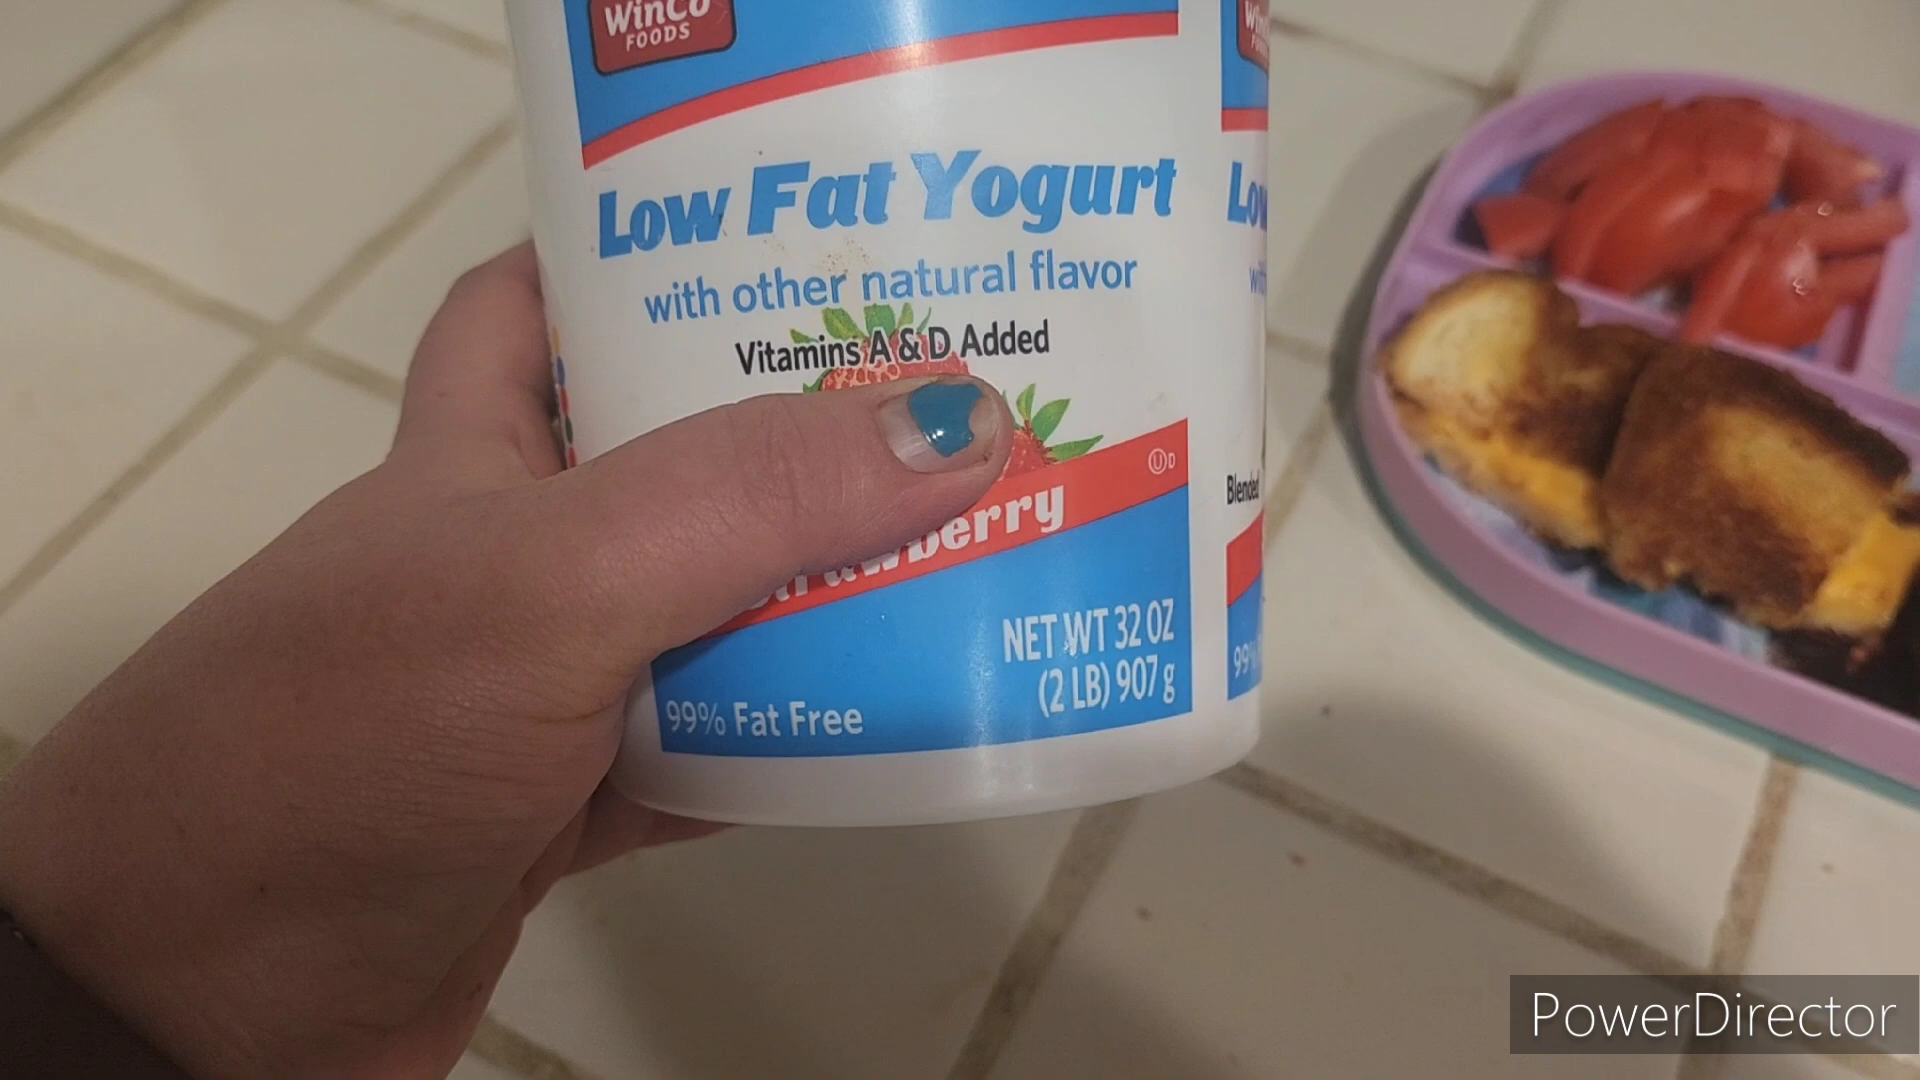 WinCo
FOODS
Low Fat Yogurt
with other natural flavor
Vitamins A & D Added
Ⓤ D
Strawberry
NET WT 32 OZ
(2 LB) 907 g
99% Fat Free
Blended
PowerDirector